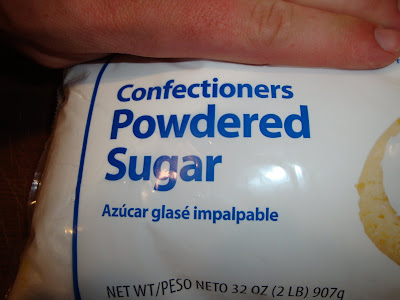 Confectioners
Powdered
Sugar
Azúcar glasé impalpable
NET WT/PESO NETO 32 OZ (2 LB) 907g